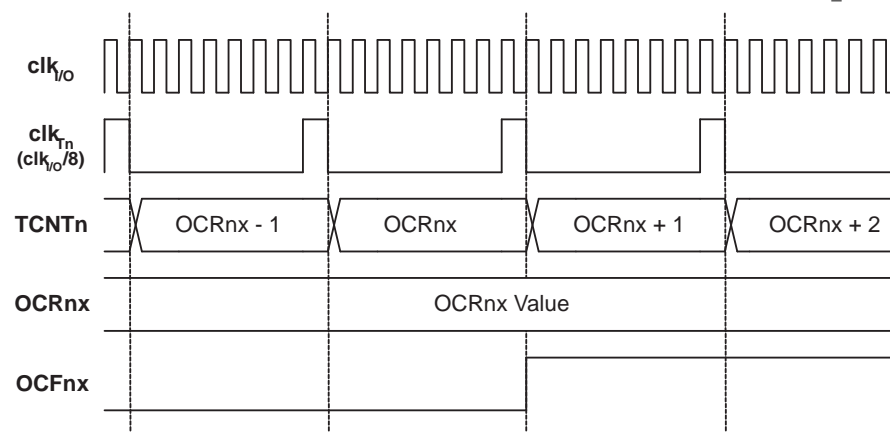 clkI/O
clkTn
(clkI/O/8)
TCNTn
OCRnx - 1
OCRnx
OCRnx + 1
OCRnx + 2
OCRnx
OCRnx Value
OCFnx